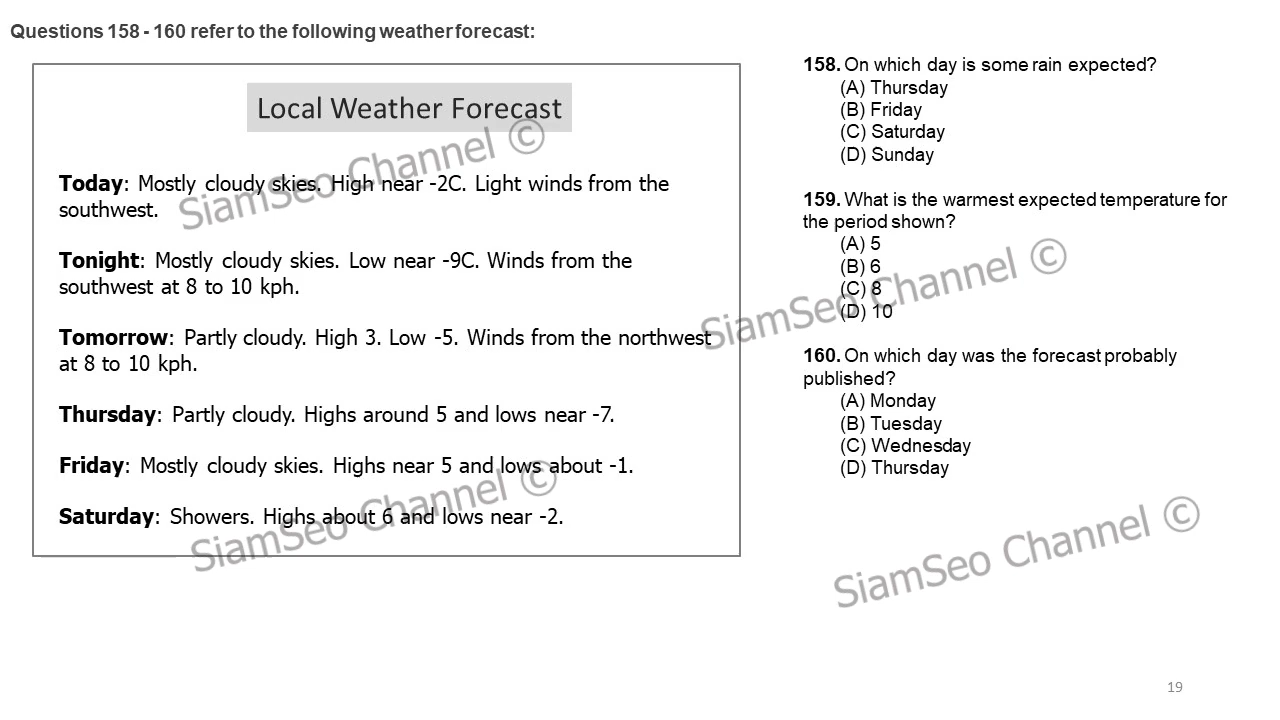 Questions 158 - 160 refer to the following weather forecast:
Local Weather Forecast
Today: Mostly cloudy skies. High near -2C. Light winds from the
southwest.
Tonight: Mostly cloudy skies. Low near -9C. Winds from the
southwest at 8 to 10 kph.
Tomorrow: Partly cloudy. High 3. Low -5. Winds from the northwest
at 8 to 10 kph.
Thursday: Partly cloudy. Highs around 5 and lows near -7.
Friday: Mostly cloudy skies. Highs near 5 and lows about -1.
Saturday: Showers. Highs about 6 and lows near -2.
SiamSeo Channel ©
SiamSeo Channel ©
158. On which day is some rain expected?
(A) Thursday
(B) Friday
(C) Saturday
(D) Sunday
159. What is the warmest expected temperature for
the period shown?
(A) 5
(B) 6
(C) 8
(D) 10
160. On which day was the forecast probably
published?
(A) Monday
(B) Tuesday
(C) Wednesday
(D) Thursday
SiamSeo Channel ©
SiamSeo Channel ©
19